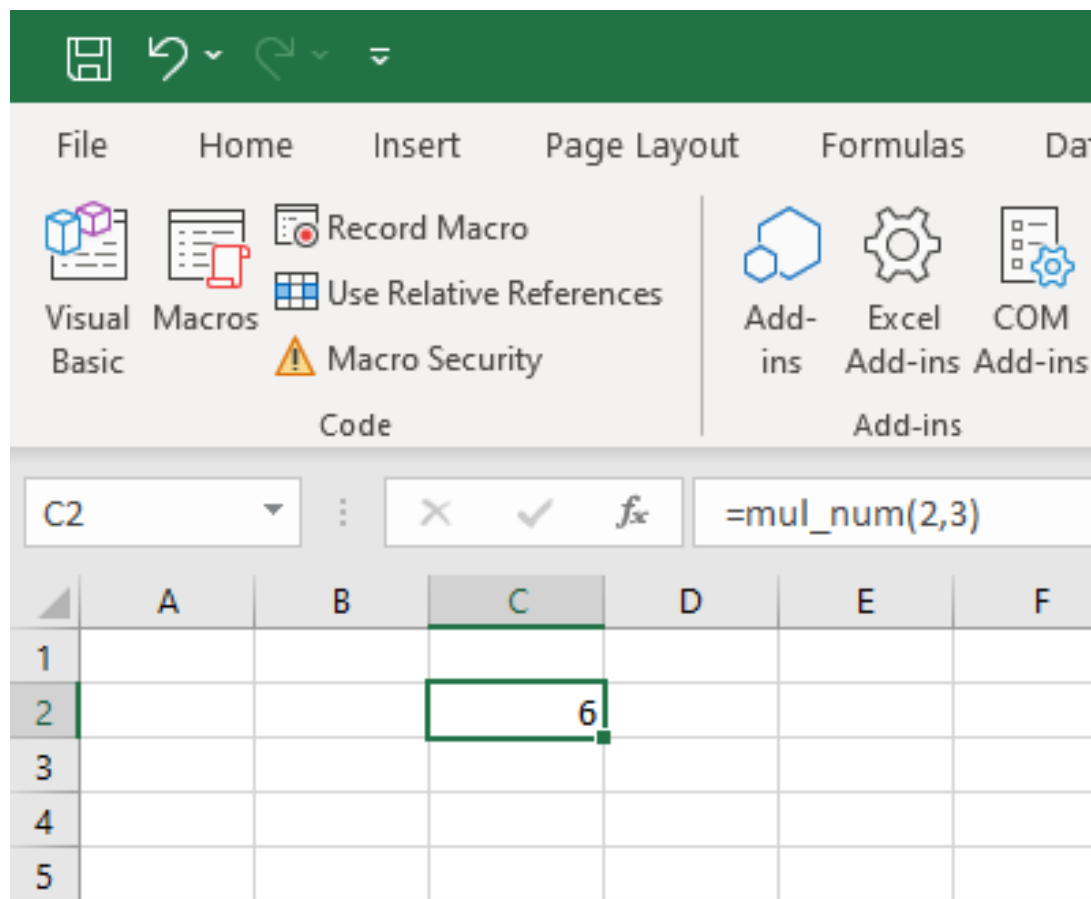 File Home Insert Page Layout Formulas
Record Macro
Use Relative References
Visual Macros Add- Excel COM
Basic Macro Security ins Add-ins Add-ins
Code Add-ins
C2 fx =mul_num(2,3)
A B C D E F
1
2 6
3
4
5